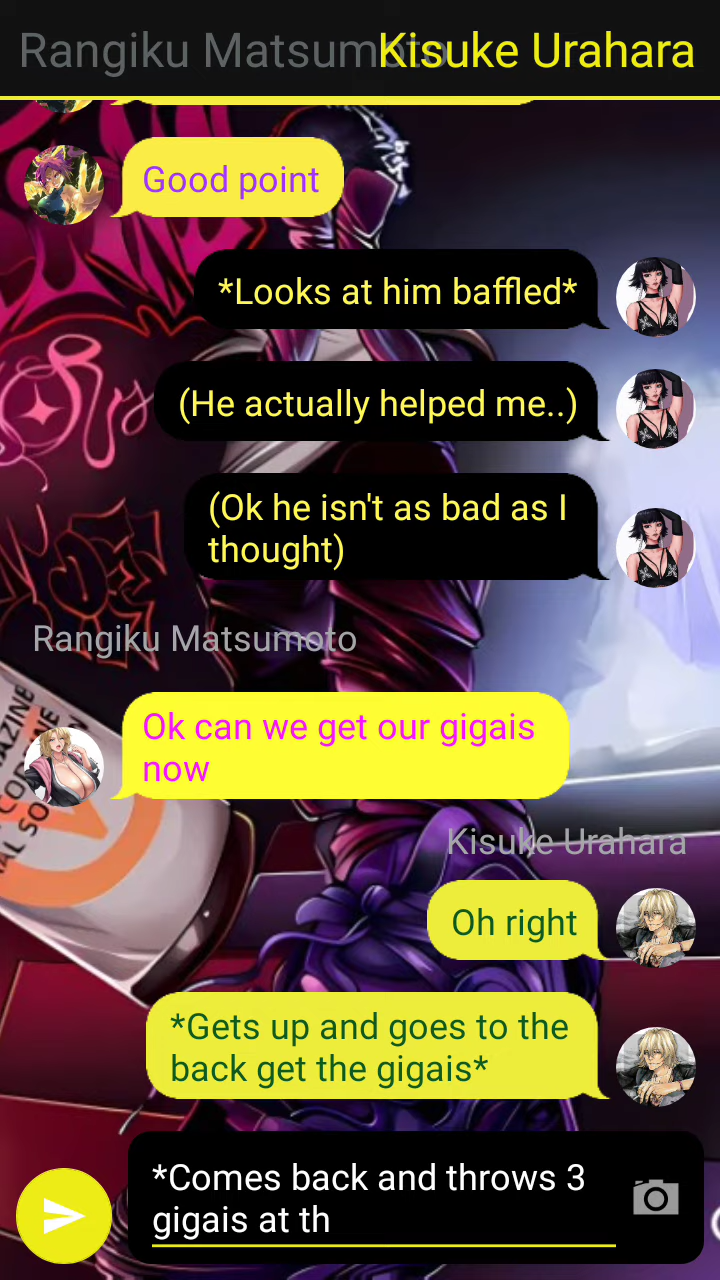 Rangiku Matsumoto Kisuke Urahara
Good point
*Looks at him baffled*
(He actually helped me..)
(Ok he isn't as bad as I
thought)
Rangiku Matsumoto
Ok can we get our gigais
now
Kisuke Urahara
Oh right
*Gets up and goes to the
back get the gigais*
*Comes back and throws 3
gigais at th